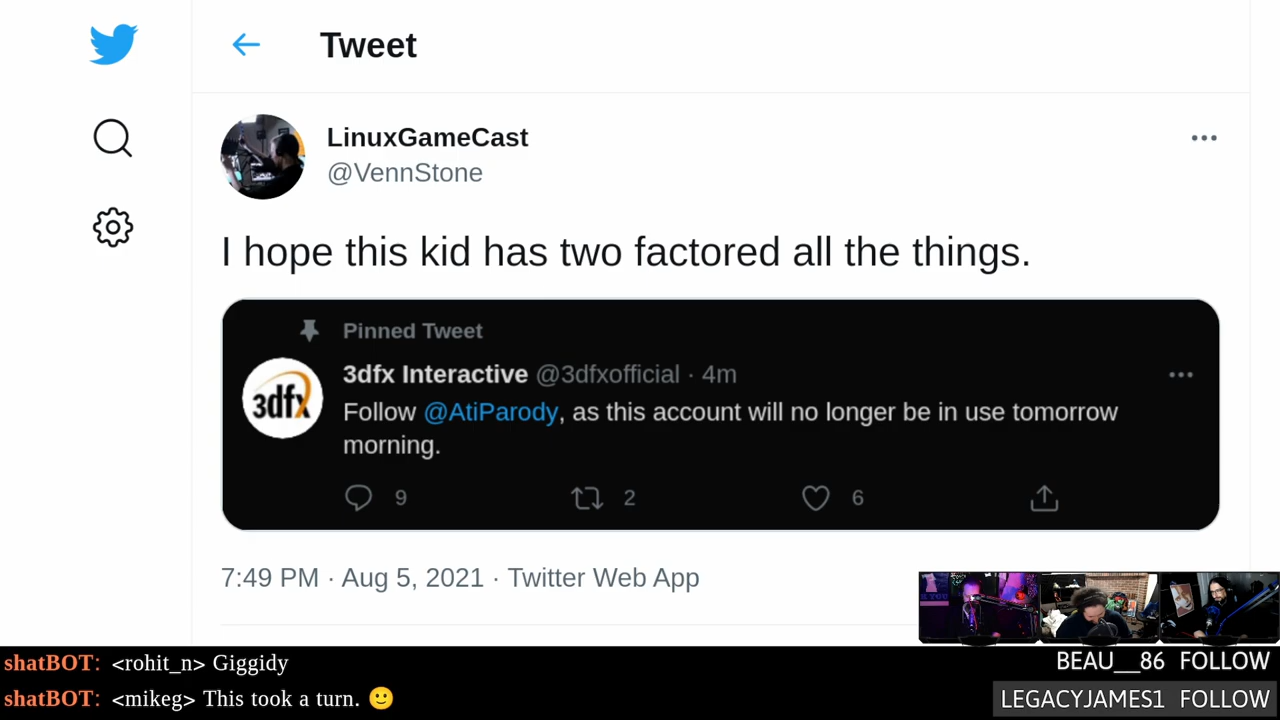 Tweet
LinuxGameCast
@VennStone
I hope this kid has two factored all the things.
Pinned Tweet
3dfx Interactive @3dfxofficial · 4m
3dfx
Follow @AtiParody, as this account will no longer be in use tomorrow
morning.
9 2 6
7:49 PM · Aug 5, 2021 · Twitter Web App
shatBOT: <rohit_n> Giggidy
shatBOT: <mikeg> This took a turn. 🙂
BEAU__86 FOLLOW
LEGACYJAMES1 FOLLOW